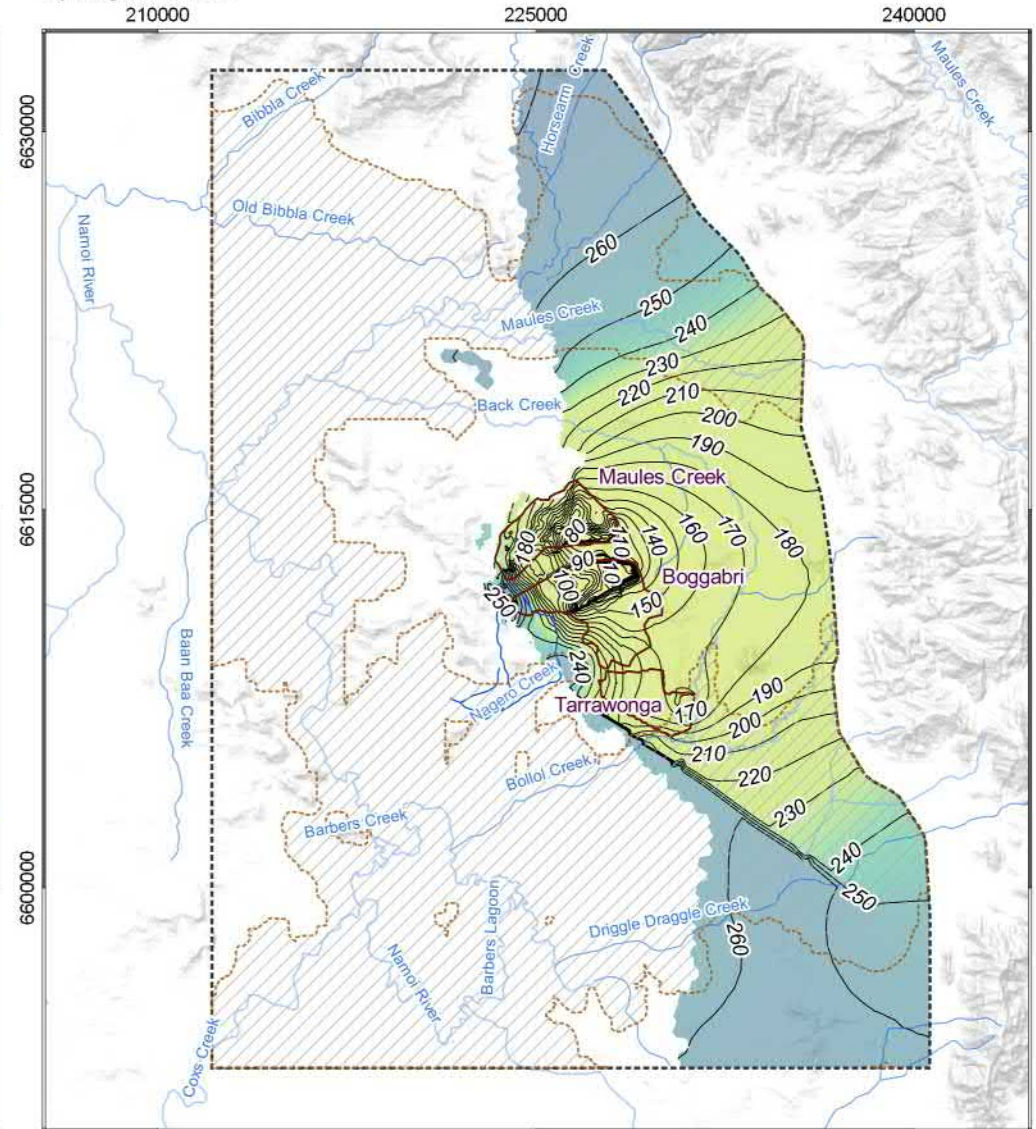 210000
225000
240000
6630000
6615000
6600000
Bibbla Creek
Horsearm Creek
Maules Creek
Old Bibbla Creek
Namoi River
260
250
Maules Creek
240
230
220
210
Back Creek
200
190
Maules Creek
180
80
110
140
160
170
180
90
100
110
Boggabri
250
150
Baan Baa Creek
240
Nagero Creek
Tarrawonga
170
190
200
210
Bollol Creek
220
230
Barbers Creek
240
250
Barbers Lagoon
Driggle Draggle Creek
260
Namoi River
Coxs Creek